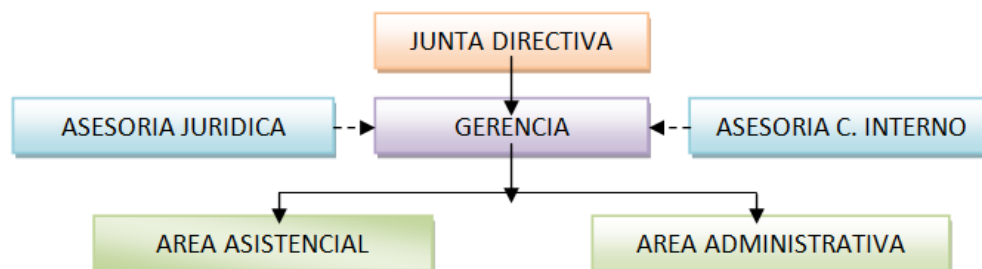 JUNTA DIRECTIVA
ASESORIA JURIDICA
GERENCIA
ASESORIA C. INTERNO
AREA ASISTENCIAL
AREA ADMINISTRATIVA